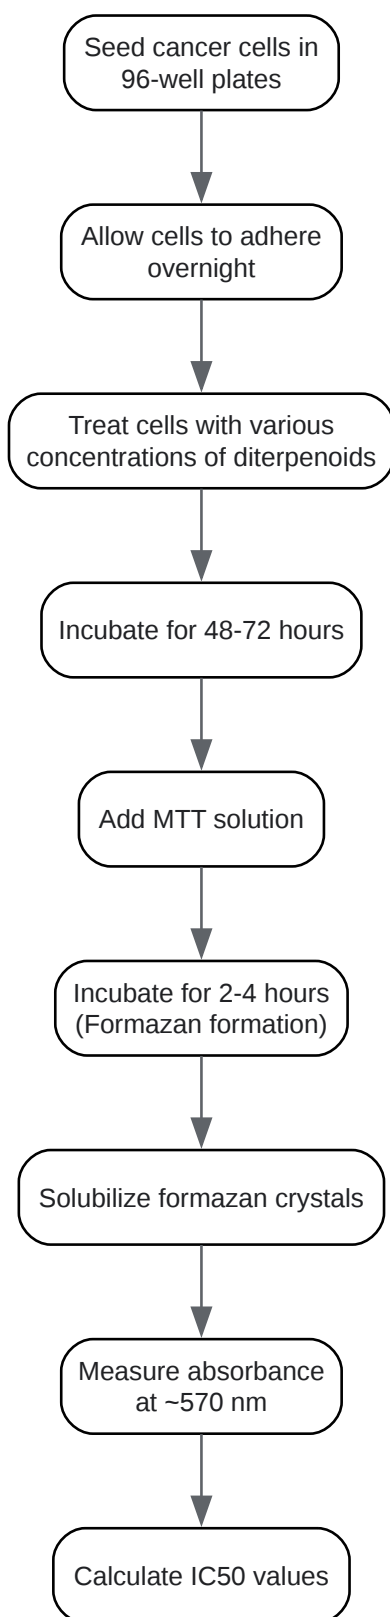 Seed cancer cells in
96-well plates
Allow cells to adhere
overnight
Treat cells with various
concentrations of diterpenoids
Incubate for 48-72 hours
Add MTT solution
Incubate for 2-4 hours
(Formazan formation)
Solubilize formazan crystals
Measure absorbance
at ~570 nm
Calculate IC50 values